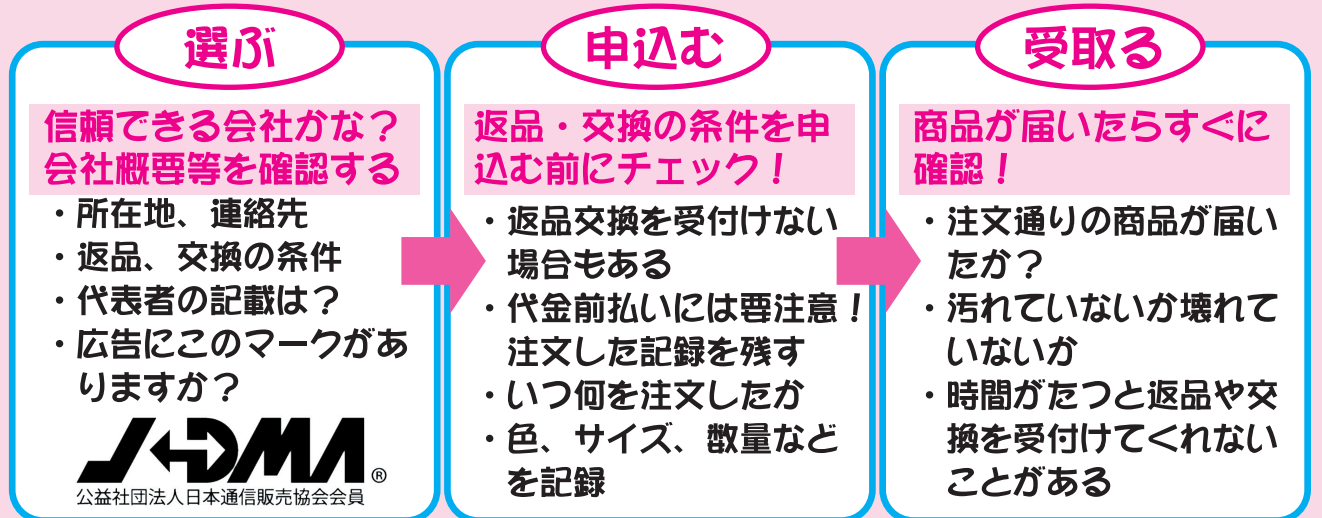 選ぶ
信頼できる会社かな？
会社概要等を確認する
・所在地、連絡先
・返品、交換の条件
・代表者の記載は？
・広告にこのマークがあ
りますか？
JADMA®
公益社団法人日本通信販売協会会員
申込む
返品・交換の条件を申
込む前にチェック！
・返品交換を受付けない
場合もある
・代金前払いには要注意！
注文した記録を残す
・いつ何を注文したか
・色、サイズ、数量など
を記録
受取る
商品が届いたらすぐに
確認！
・注文通りの商品が届い
たか？
・汚れていないか壊れて
いないか
・時間がたつと返品や交
換を受付けてくれない
ことがある